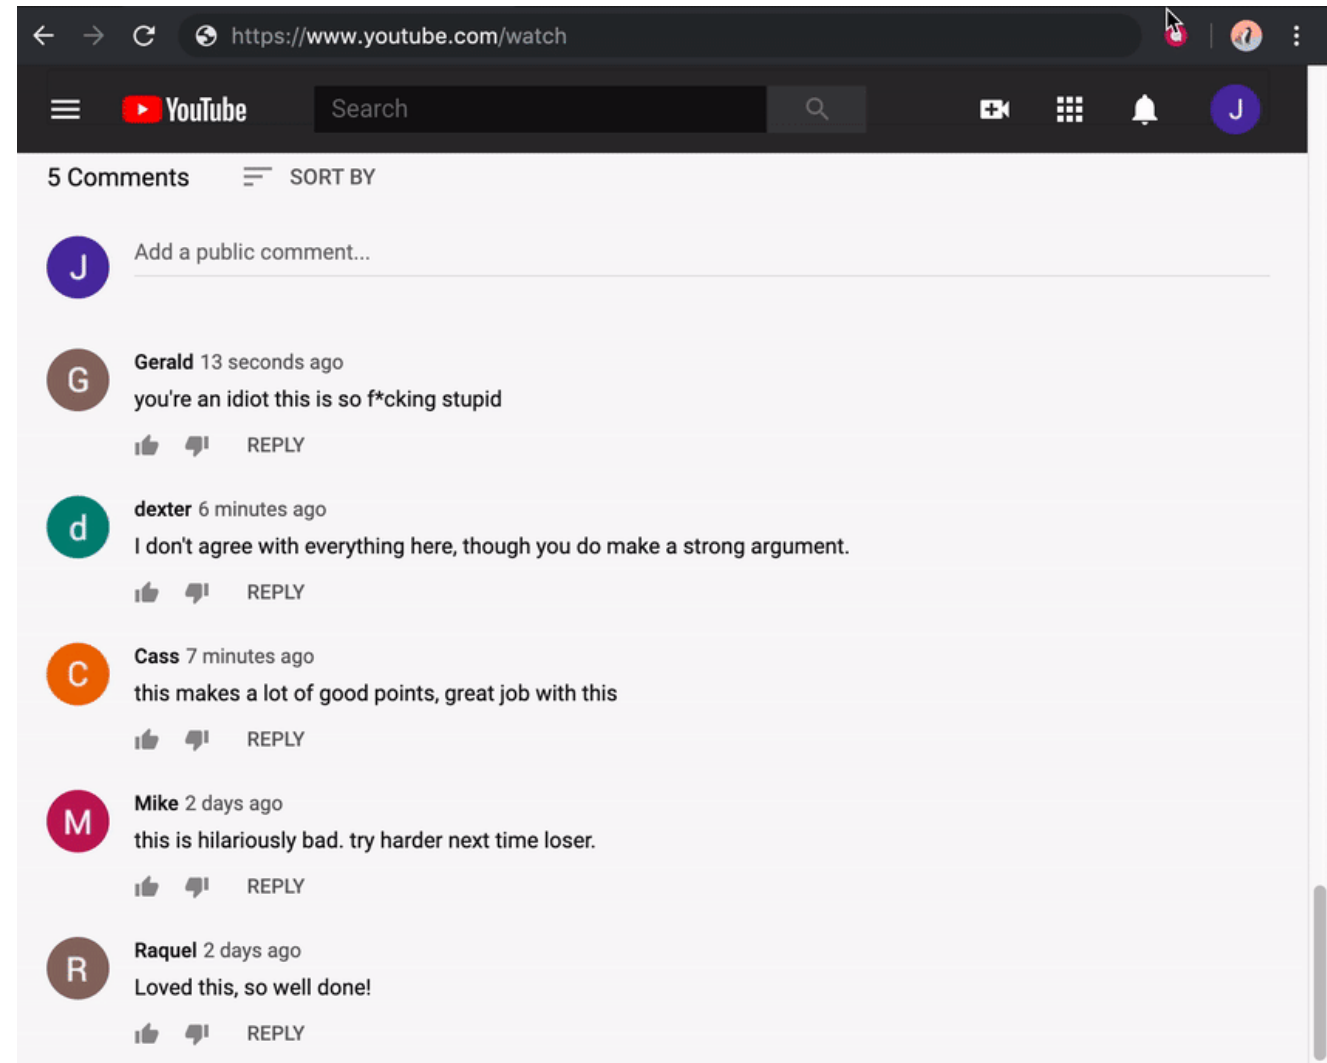 https://www.youtube.com/watch
YouTube
Search
J
5 Comments
SORT BY
J
Add a public comment...
G
Gerald 13 seconds ago
you're an idiot this is so f*cking stupid
REPLY
d
dexter 6 minutes ago
I don't agree with everything here, though you do make a strong argument.
REPLY
C
Cass 7 minutes ago
this makes a lot of good points, great job with this
REPLY
M
Mike 2 days ago
this is hilariously bad. try harder next time loser.
REPLY
R
Raquel 2 days ago
Loved this, so well done!
REPLY